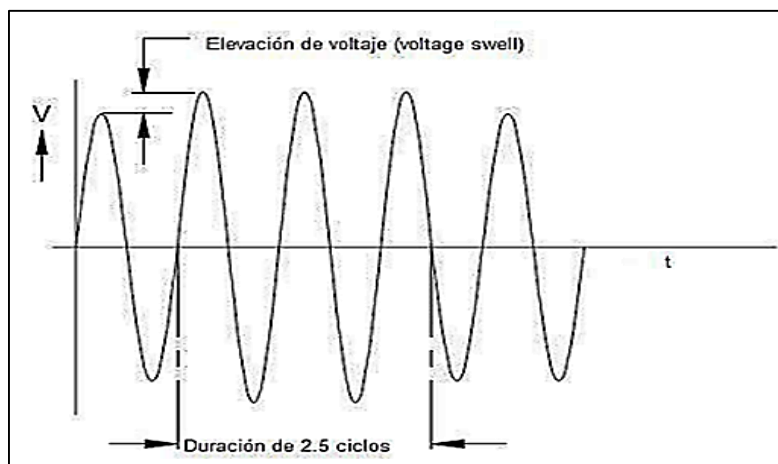 Elevación de voltaje (voltage swell)
V
t
Duración de 2.5 ciclos